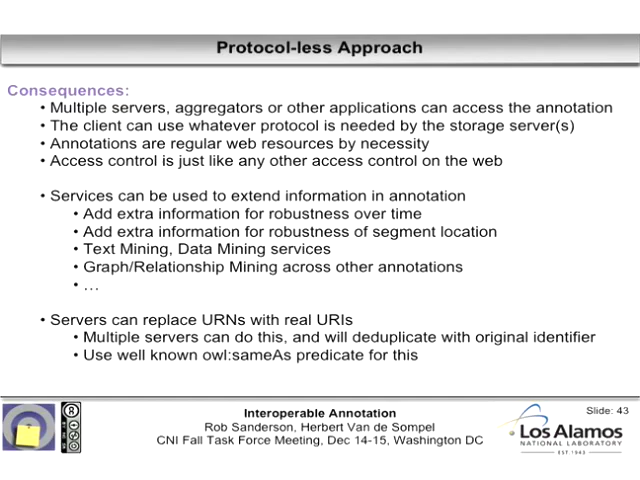 Protocol-less Approach
Consequences:
• Multiple servers, aggregators or other applications can access the annotation
• The client can use whatever protocol is needed by the storage server(s)
• Annotations are regular web resources by necessity
• Access control is just like any other access control on the web
• Services can be used to extend information in annotation
• Add extra information for robustness over time
• Add extra information for robustness of segment location
• Text Mining, Data Mining services
• Graph/Relationship Mining across other annotations
• …
• Servers can replace URNs with real URIs
• Multiple servers can do this, and will deduplicate with original identifier
• Use well known owl:sameAs predicate for this
Interoperable Annotation
Rob Sanderson, Herbert Van de Sompel
CNI Fall Task Force Meeting, Dec 14-15, Washington DC
Slide: 43
Los Alamos
NATIONAL LABORATORY
EST. 1943